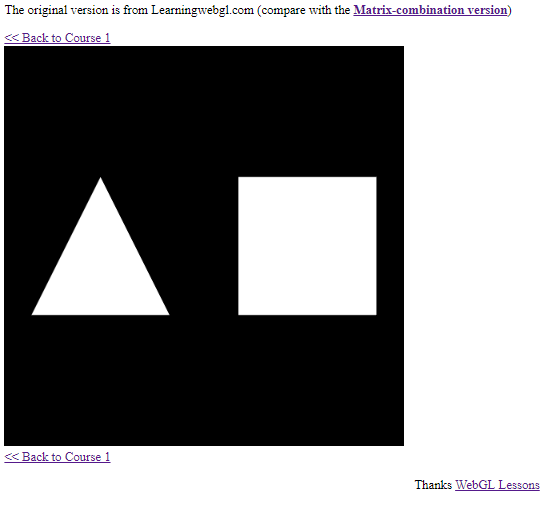 The original version is from Learningwebgl.com (compare with the Matrix-combination version)
<< Back to Course 1
<< Back to Course 1
Thanks WebGL Lessons